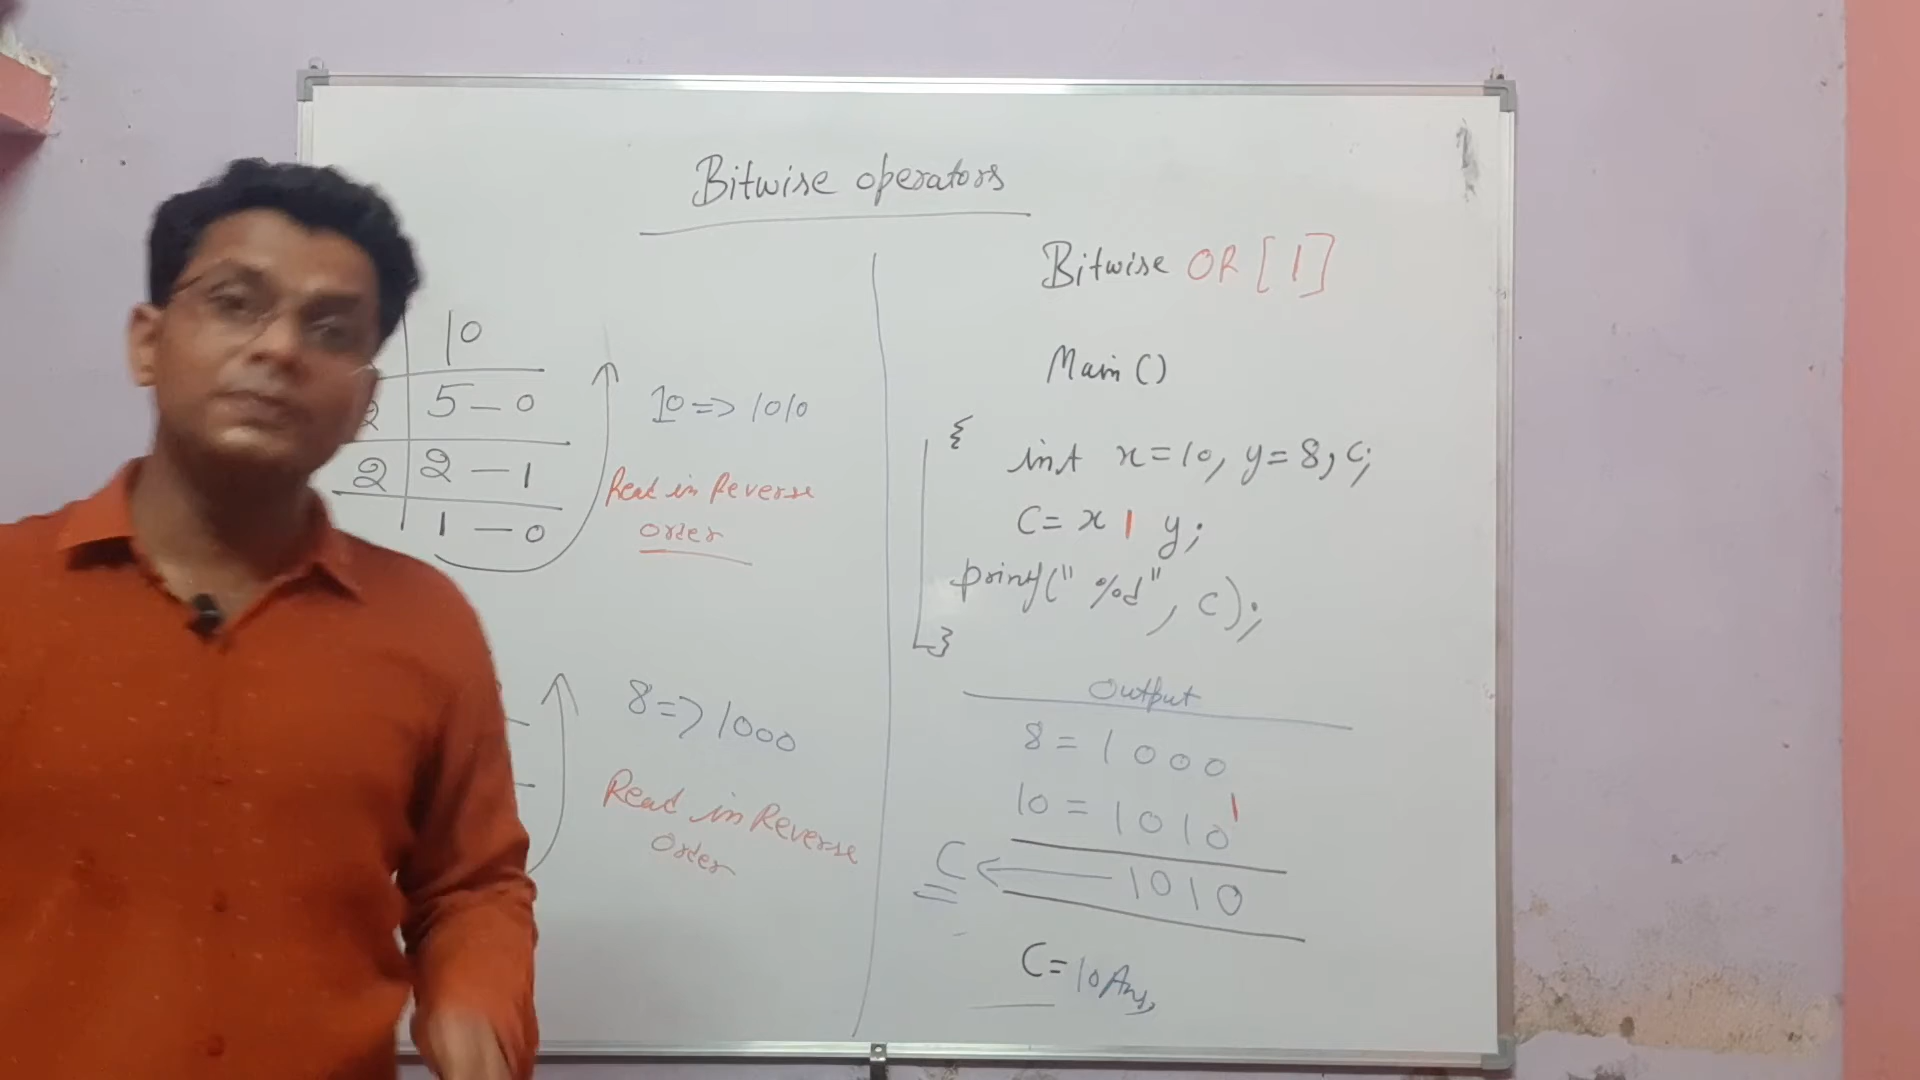 Bitwise operators
10
2 5 - 0
2 2 - 1
1 - 0
10 => 1010
Read in Reverse
order
8 => 1000
Read in Reverse
Order
Bitwise OR [ | ]
Main ()
{
int x=10, y=8, C;
C= x | y;
printf(" %d", C);
}
Output
8 = 1 0 0 0
10 = 1 0 1 0 |
C ← 1 0 1 0
C=10 Ans,